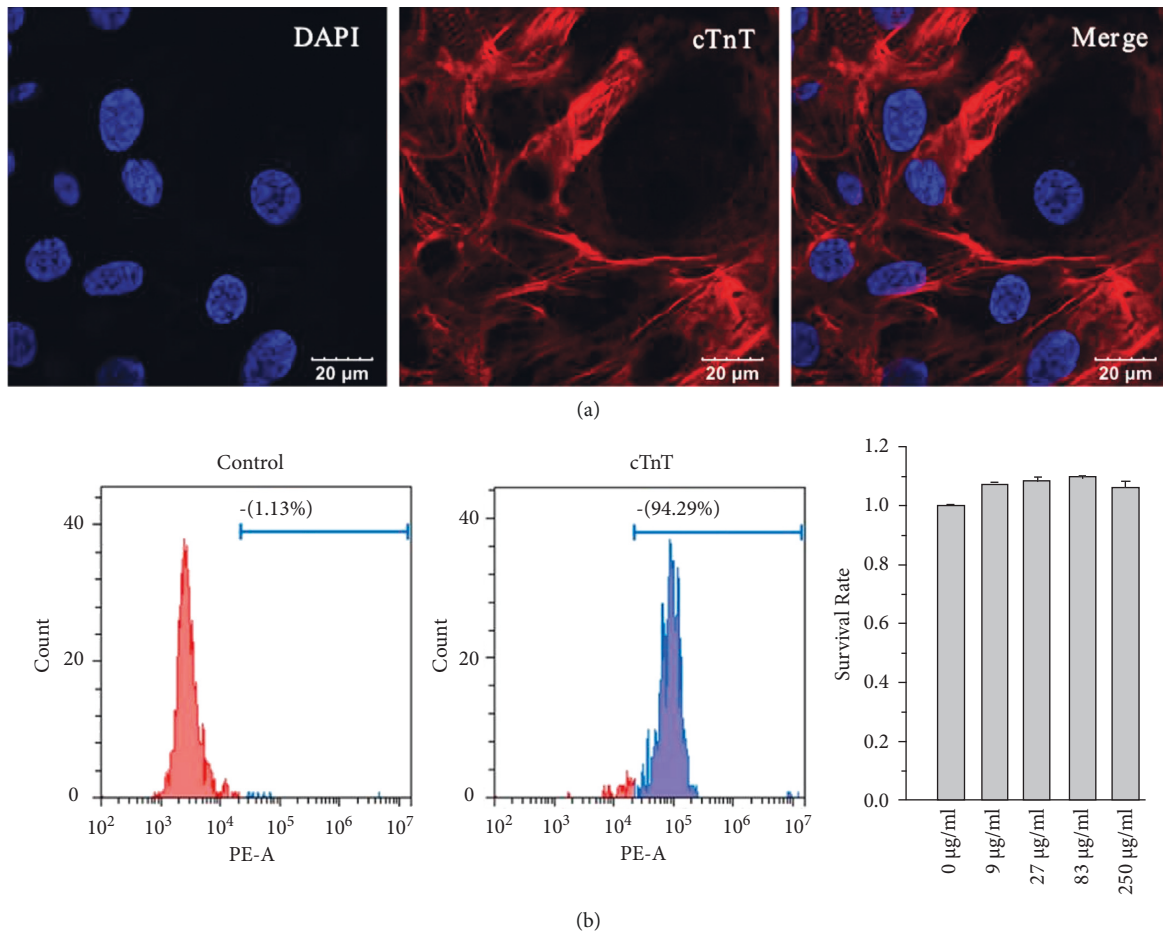 DAPI
cTnT
Merge
20 µm
20 µm
20 µm
(a)
Control
-(1.13%)
40
20
0
Count
10² 10³ 10⁴ 10⁵ 10⁶ 10⁷
PE-A
cTnT
-(94.29%)
40
20
0
Count
10² 10⁴ 10⁵ 10⁶ 10⁷
PE-A
1.2
1.0
0.8
0.6
0.4
0.2
0.0
Survival Rate
0 µg/ml
9 µg/ml
27 µg/ml
83 µg/ml
250 µg/ml
(b)